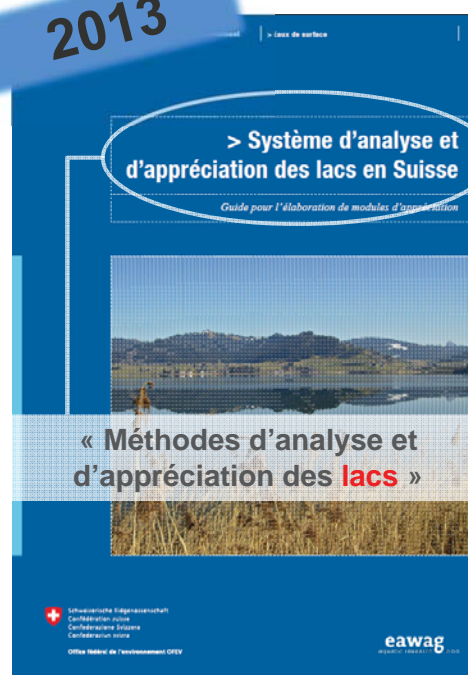 2013
> Eaux de surface
> Système d'analyse et
d'appréciation des lacs en Suisse
Guide pour l'élaboration de modules d'appréciation
« Méthodes d'analyse et
d'appréciation des lacs »
Schweizerische Eidgenossenschaft
Confédération suisse
Confederazione Svizzera
Confederaziun svizra
Office fédéral de l'environnement OFEV
eawag
aquatic research